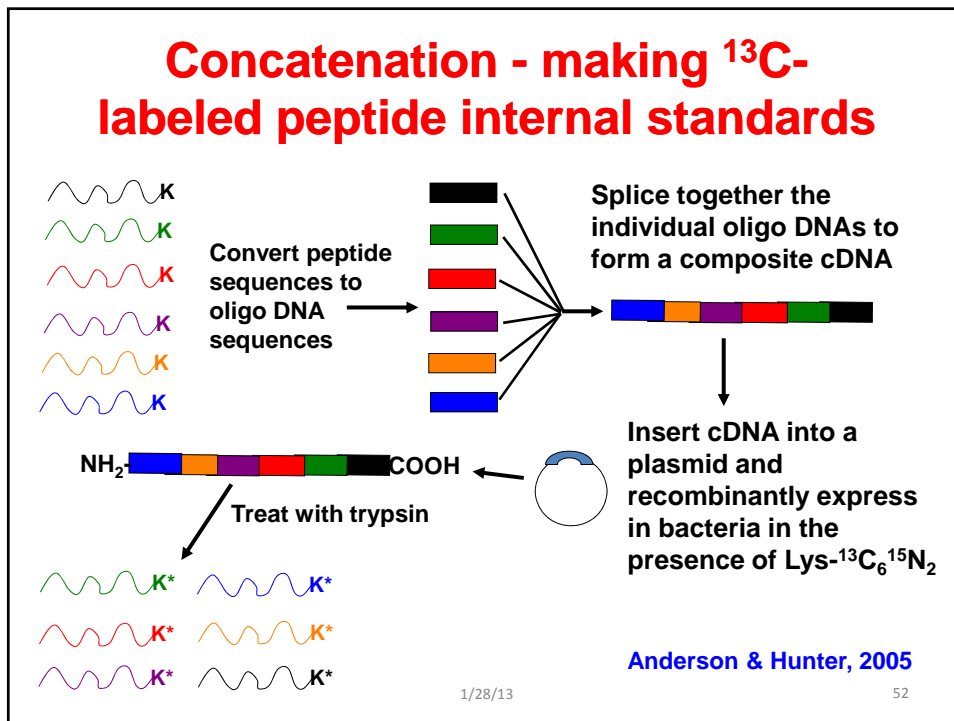 Concatenation - making ¹³C-
labeled peptide internal standards
K
K
K
K
K
K
Convert peptide
sequences to
oligo DNA
sequences
Splice together the
individual oligo DNAs to
form a composite cDNA
Insert cDNA into a
plasmid and
recombinantly express
in bacteria in the
presence of Lys-¹³C₆¹⁵N₂
NH₂- COOH
Treat with trypsin
K* K*
K* K*
K* K*
Anderson & Hunter, 2005
1/28/13 52